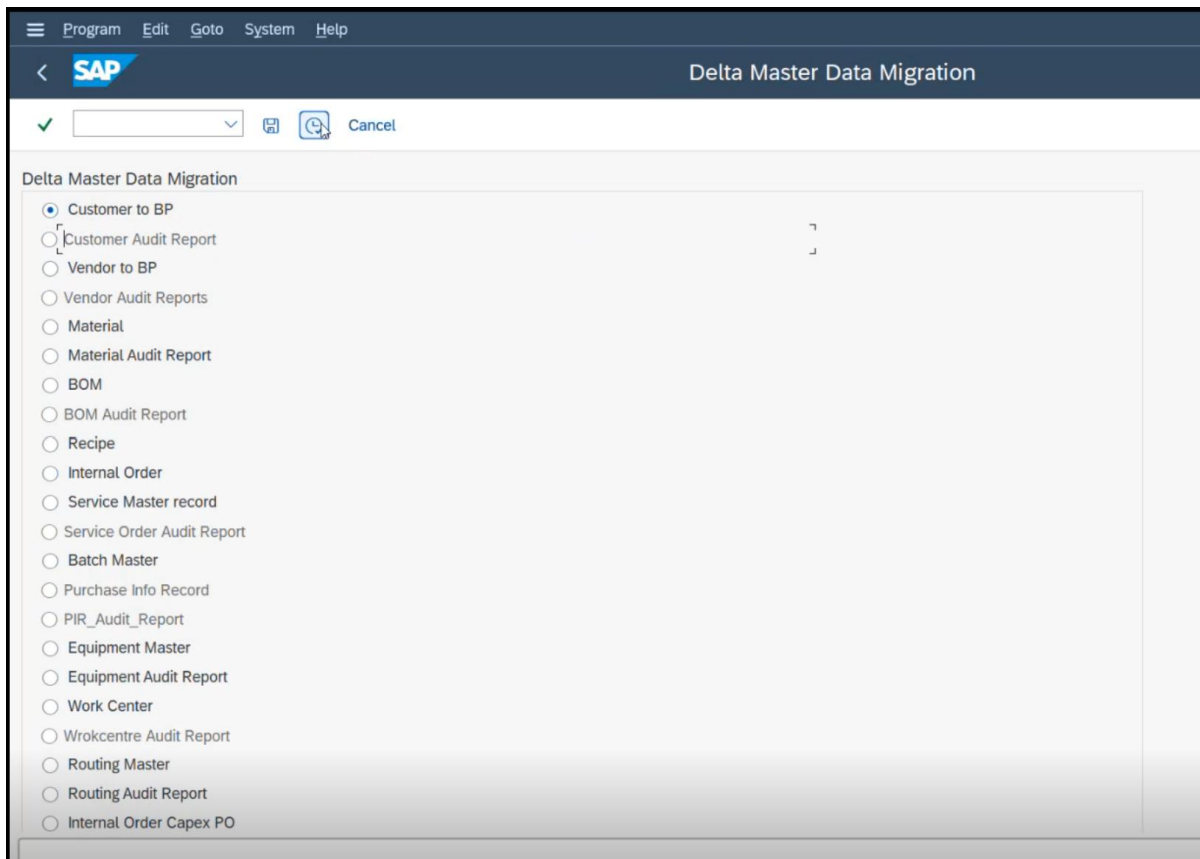 Program Edit Goto System Help
SAP Delta Master Data Migration
Cancel
Delta Master Data Migration
Customer to BP
Customer Audit Report
Vendor to BP
Vendor Audit Reports
Material
Material Audit Report
BOM
BOM Audit Report
Recipe
Internal Order
Service Master record
Service Order Audit Report
Batch Master
Purchase Info Record
PIR_Audit_Report
Equipment Master
Equipment Audit Report
Work Center
Wrokcentre Audit Report
Routing Master
Routing Audit Report
Internal Order Capex PO